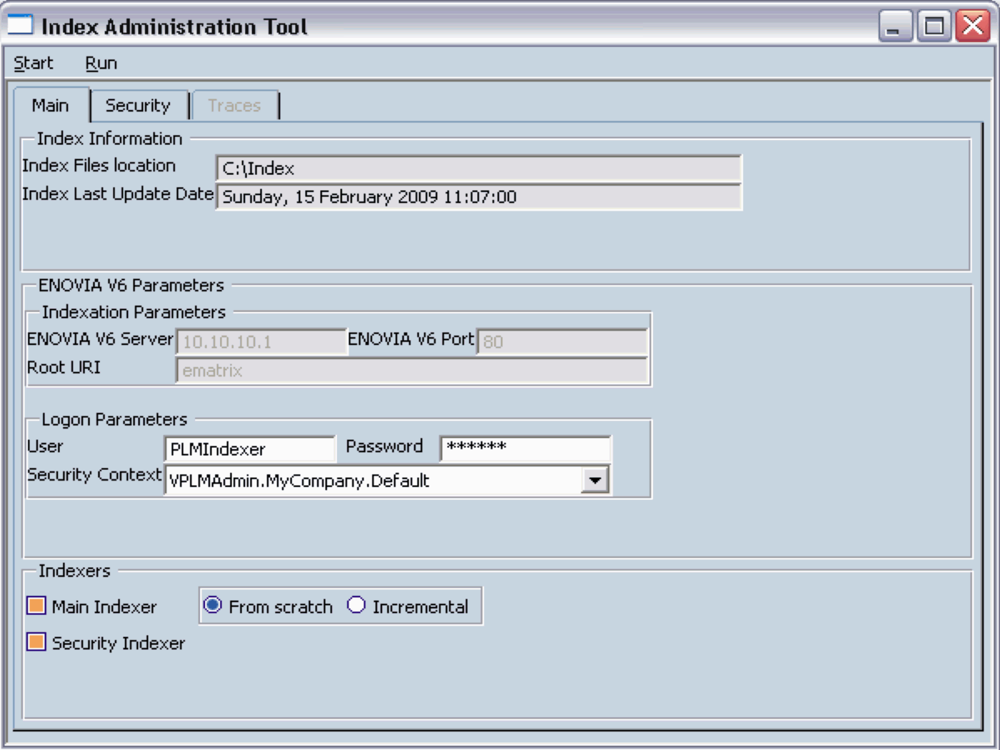 Index Administration Tool
Start Run
Main Security Traces
Index Information
Index Files location C:\Index
Index Last Update Date Sunday, 15 February 2009 11:07:00
ENOVIA V6 Parameters
Indexation Parameters
ENOVIA V6 Server 10.10.10.1 ENOVIA V6 Port 80
Root URI ematrix
Logon Parameters
User PLMIndexer Password ******
Security Context VPLMAdmin.MyCompany.Default
Indexers
Main Indexer From scratch Incremental
Security Indexer